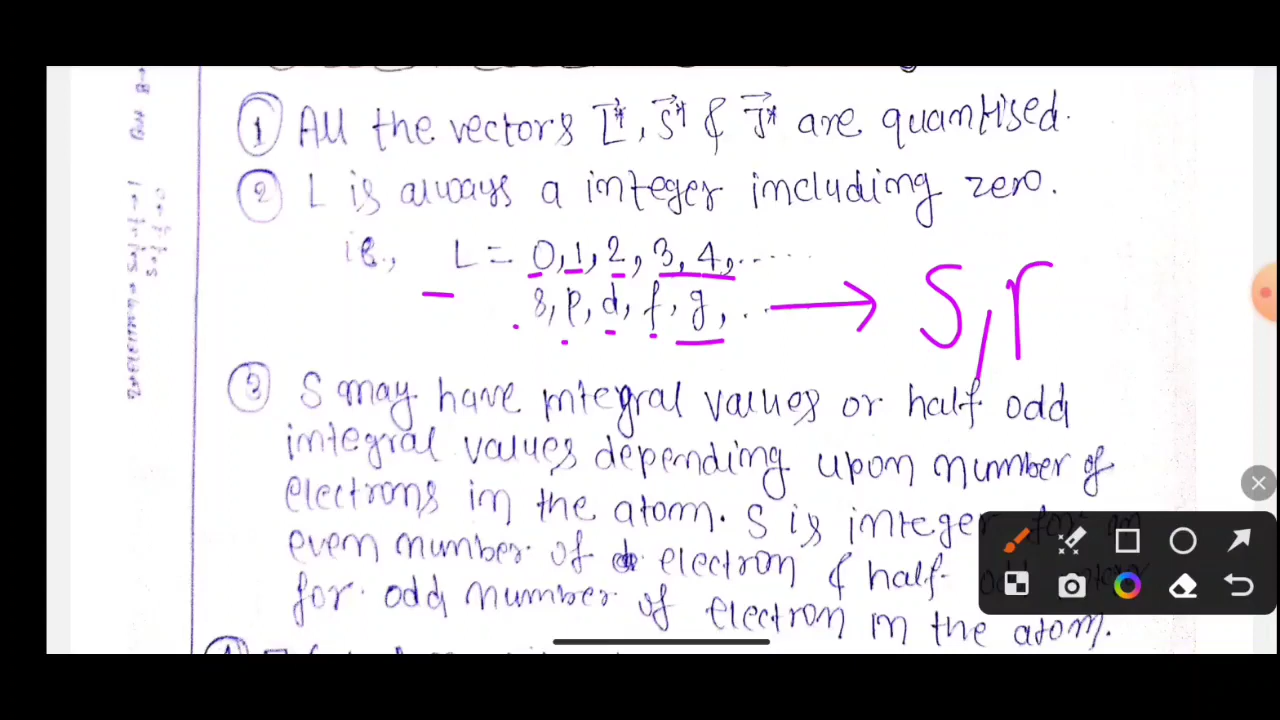 ① All the vectors L*, S* & J* are quantised.
② L is always a integer including zero.
i.e., L = 0, 1, 2, 3, 4, .....
s, p, d, f, g, ... → S,
③ S may have integral values or half odd
integral values depending upon number of
electrons in the atom. S is integer for
even number of electron & half-
for odd number of electron in the atom.